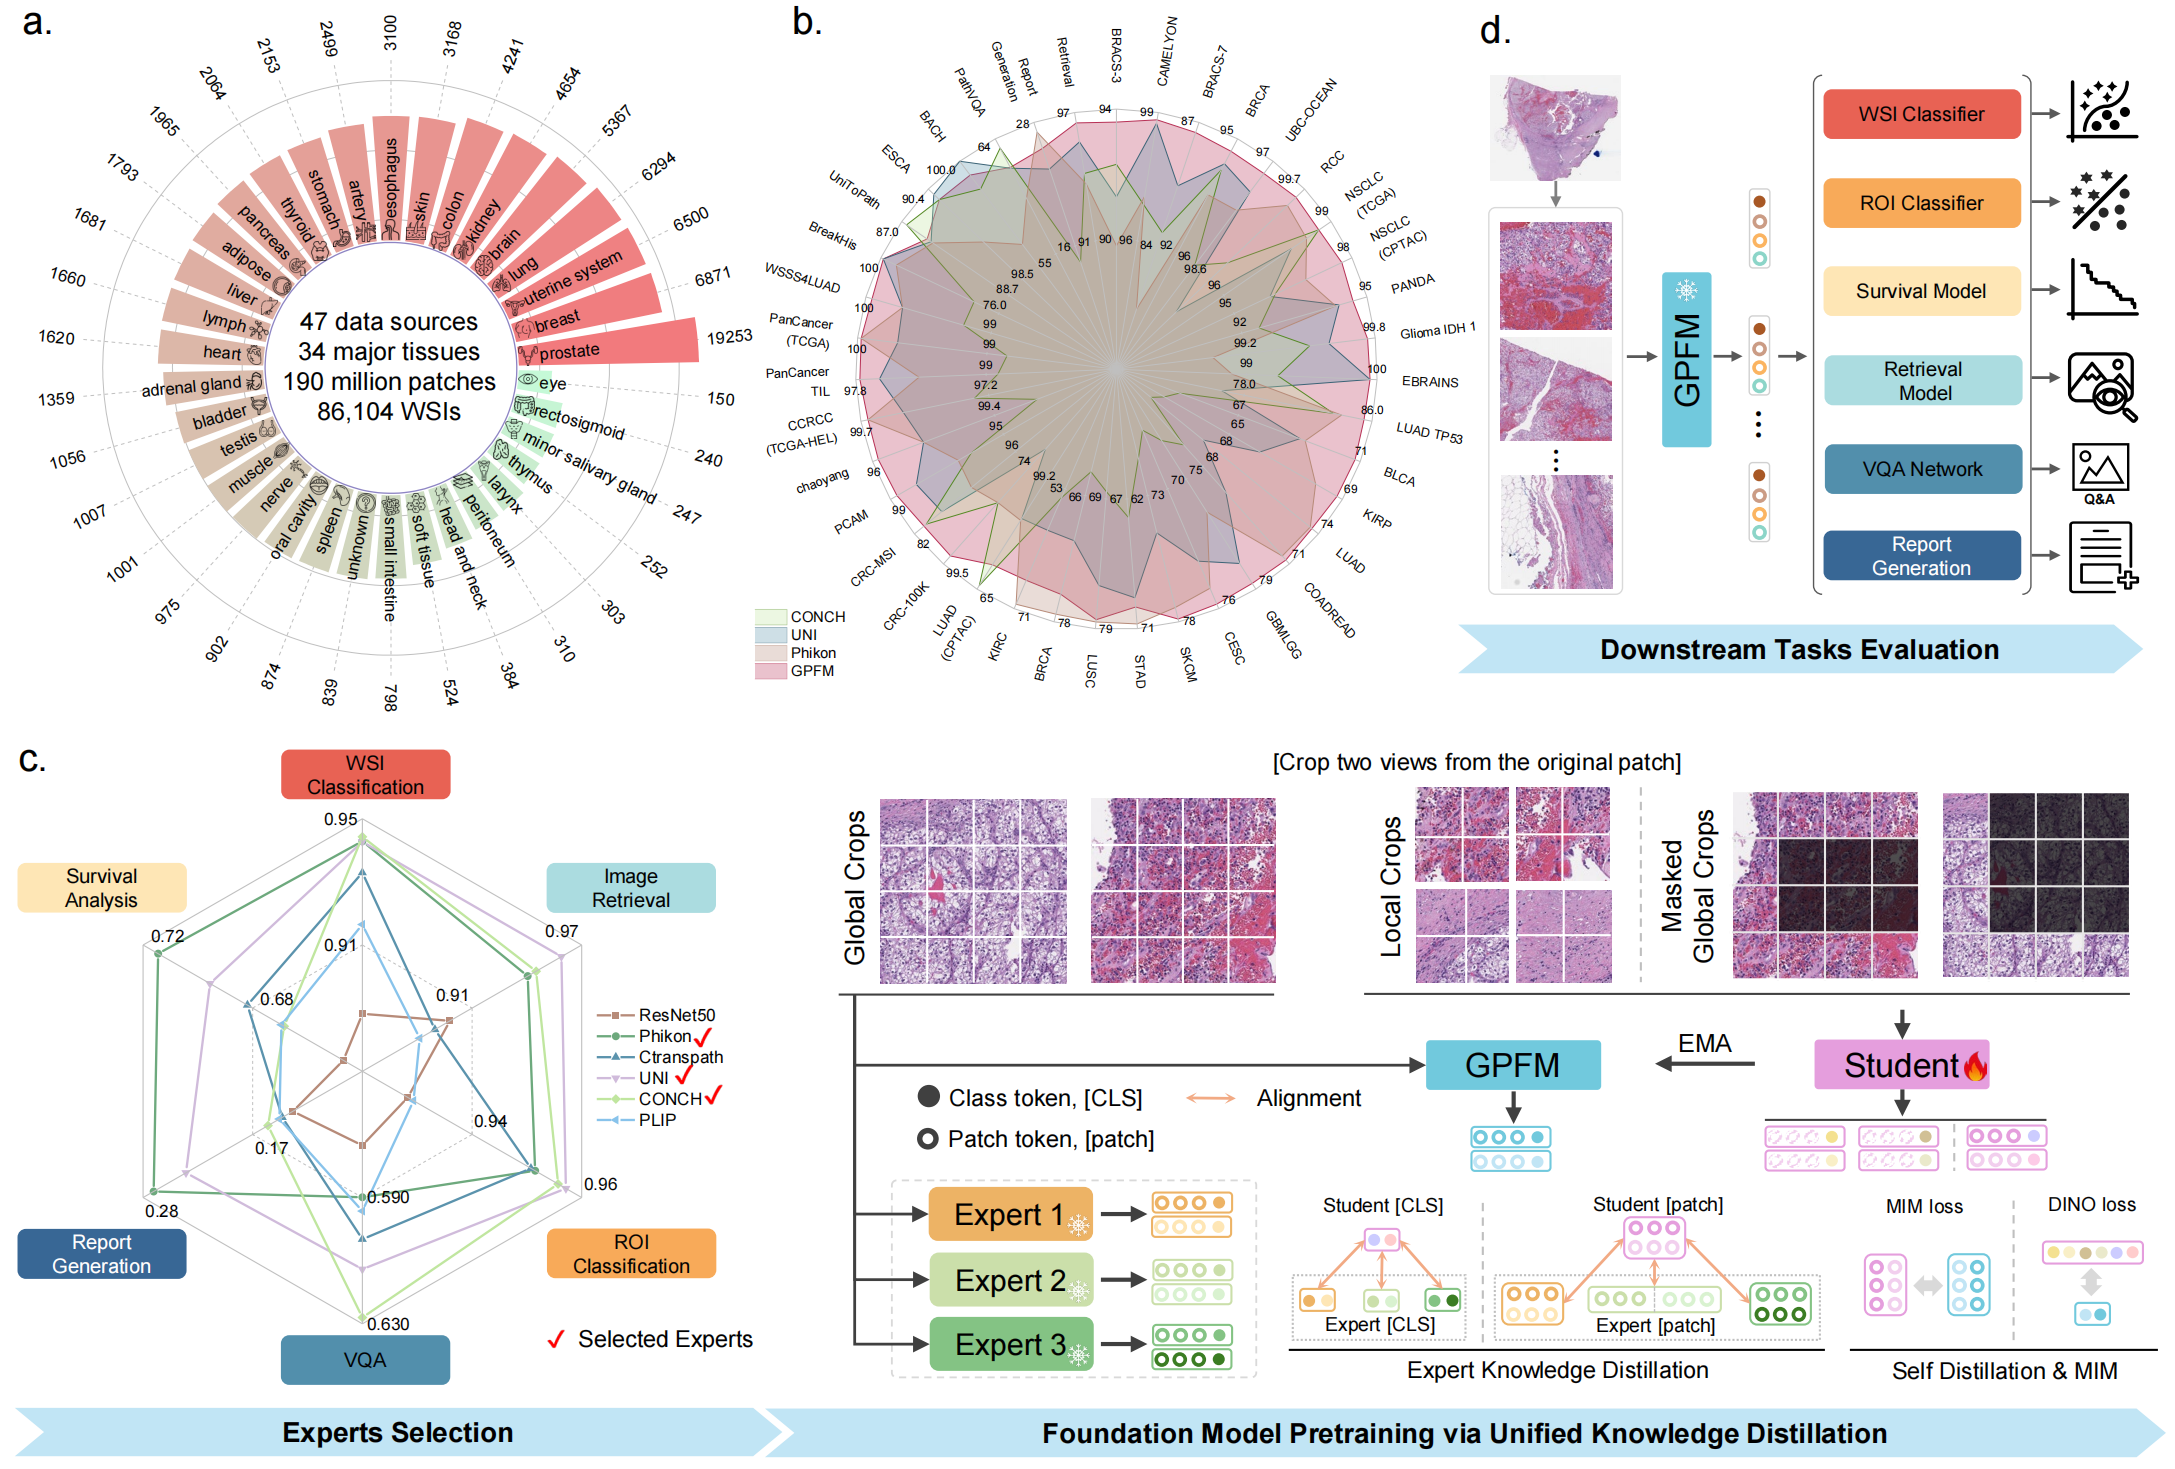 a.
3100
3168
4241
4654
5367
6294
6500
6871
19253
150
240
247
252
303
310
384
524
798
839
874
902
975
1001
1007
1056
1359
1620
1660
1681
1793
1965
2064
2153
2499
esophagus
skin
colon
kidney
brain
lung
uterine system
breast
prostate
eye
rectosigmoid
minor salivary gland
thymus
larynx
peritoneum
head and neck
soft tissue
small intestine
unknown
spleen
oral cavity
nerve
muscle
testis
bladder
adrenal gland
heart
lymph
liver
adipose
pancreas
thyroid
stomach
artery
47 data sources
34 major tissues
190 million patches
86,104 WSIs
b.
BRACS-3
CAMELYON
BRACS-7
BRCA
UBC-OCEAN
RCC
NSCLC
(TCGA)
NSCLC
(CPTAC)
PANDA
Glioma IDH 1
EBRAINS
LUAD TP53
BLCA
KIRP
LUAD
COADREAD
GBMLGG
CESC
SKCM
STAD
LUSC
BRCA
KIRC
LUAD
(CPTAC)
CRC-100K
CRC-MSI
PCAM
chaoyang
CCRCC
(TCGA-HEL)
PanCancer
TIL
PanCancer
(TCGA)
WSSS4LUAD
BreakHis
UniToPath
ESCA
BACH
PathVQA
Report
Generation
Retrieval
94
99
87
95
97
99.7
99
98
95
99.8
100
86.0
71
69
74
71
79
76
78
71
79
78
71
65
99.5
82
99
96
99.7
97.8
100
100
100
87.0
90.4
100.0
64
28
97
90
96
84
92
96
98.6
96
95
92
99.2
99
78.0
67
65
68
68
75
70
73
62
67
69
66
53
99.2
74
96
95
99.4
97.2
99
99
99
76.0
88.7
98.5
55
16
91
CONCH
UNI
Phikon
GPFM
d.
GPFM
WSI Classifier
ROI Classifier
Survival Model
Retrieval
Model
VQA Network
Report
Generation
Q&A
Downstream Tasks Evaluation
c.
WSI
Classification
Image
Retrieval
ROI
Classification
VQA
Report
Generation
Survival
Analysis
0.95
0.91
0.97
0.91
0.96
0.94
0.630
0.590
0.28
0.17
0.72
0.68
ResNet50
Phikon
Ctranspath
UNI
CONCH
PLIP
Selected Experts
Experts Selection
[Crop two views from the original patch]
Global Crops
Local Crops
Masked
Global Crops
GPFM
EMA
Student
Class token, [CLS]
Alignment
Patch token, [patch]
Expert 1
Expert 2
Expert 3
Student [CLS]
Expert [CLS]
Student [patch]
Expert [patch]
MIM loss
DINO loss
Expert Knowledge Distillation
Self Distillation & MIM
Foundation Model Pretraining via Unified Knowledge Distillation